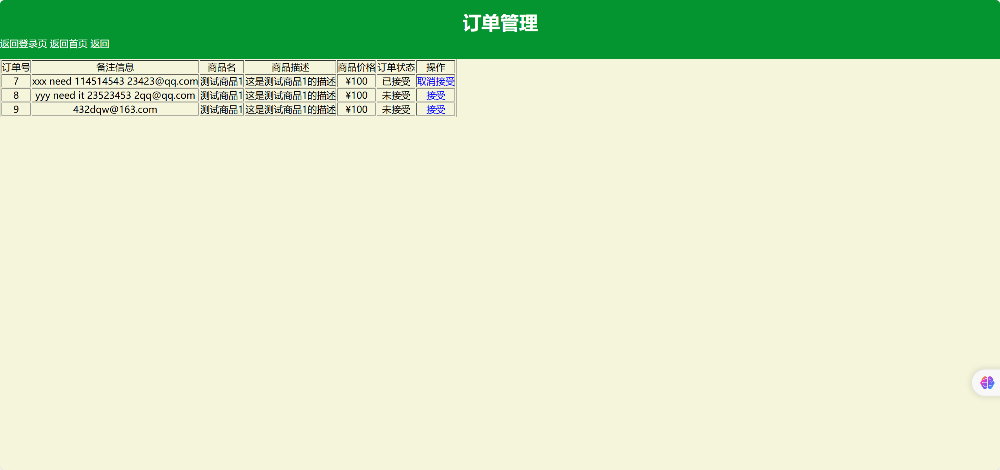 订单管理
返回登录页 返回首页 返回
订单号 备注信息 商品名 商品描述 商品价格 订单状态 操作
7 xxx need 114514543 23423@qq.com 测试商品1 这是测试商品1的描述 ¥100 已接受 取消接受
8 yyy need it 23523453 2qq@qq.com 测试商品1 这是测试商品1的描述 ¥100 未接受 接受
9 432dqw@163.com 测试商品1 这是测试商品1的描述 ¥100 未接受 接受